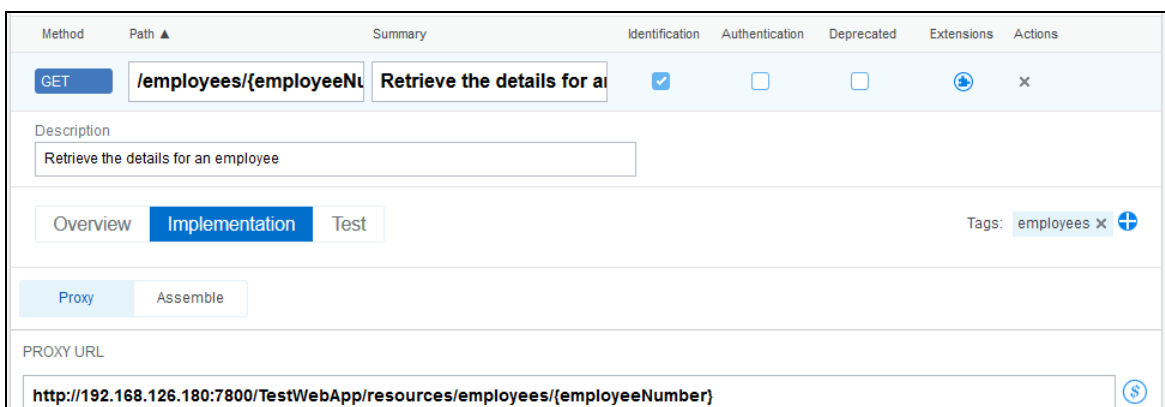 Method Path ▲ Summary Identification Authentication Deprecated Extensions Actions
GET /employees/{employeeNu Retrieve the details for a ×
Description
Retrieve the details for an employee
Overview Implementation Test Tags: employees ×
Proxy Assemble
PROXY URL
http://192.168.126.180:7800/TestWebApp/resources/employees/{employeeNumber} $